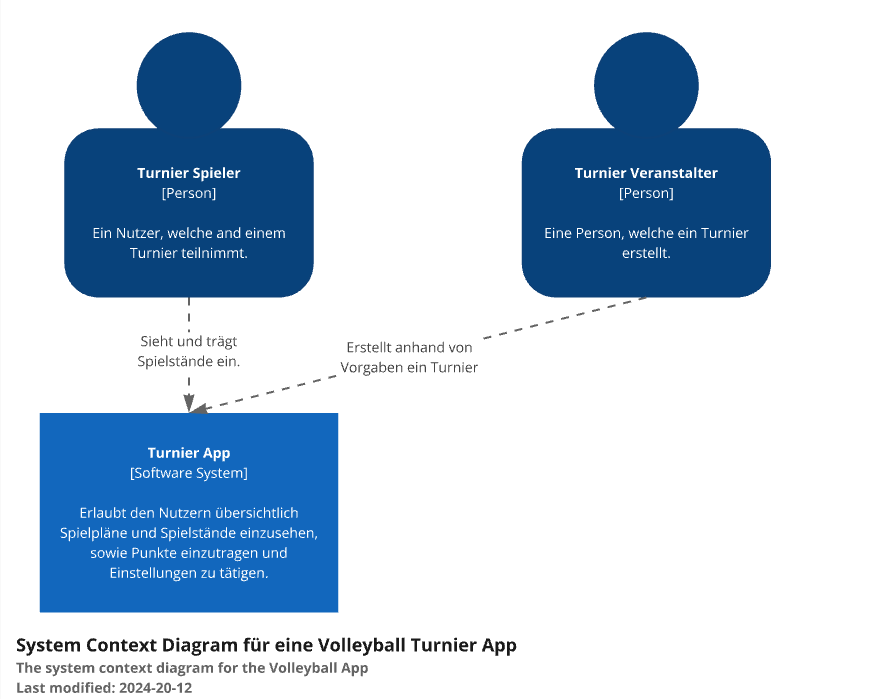 Turnier Spieler
[Person]
Ein Nutzer, welche and einem
Turnier teilnimmt.
Turnier Veranstalter
[Person]
Eine Person, welche ein Turnier
erstellt.
Sieht und trägt
Spielstände ein.
Erstellt anhand von
Vorgaben ein Turnier
Turnier App
[Software System]
Erlaubt den Nutzern übersichtlich
Spielpläne und Spielstände einzusehen,
sowie Punkte einzutragen und
Einstellungen zu tätigen.
System Context Diagram für eine Volleyball Turnier App
The system context diagram for the Volleyball App
Last modified: 2024-20-12